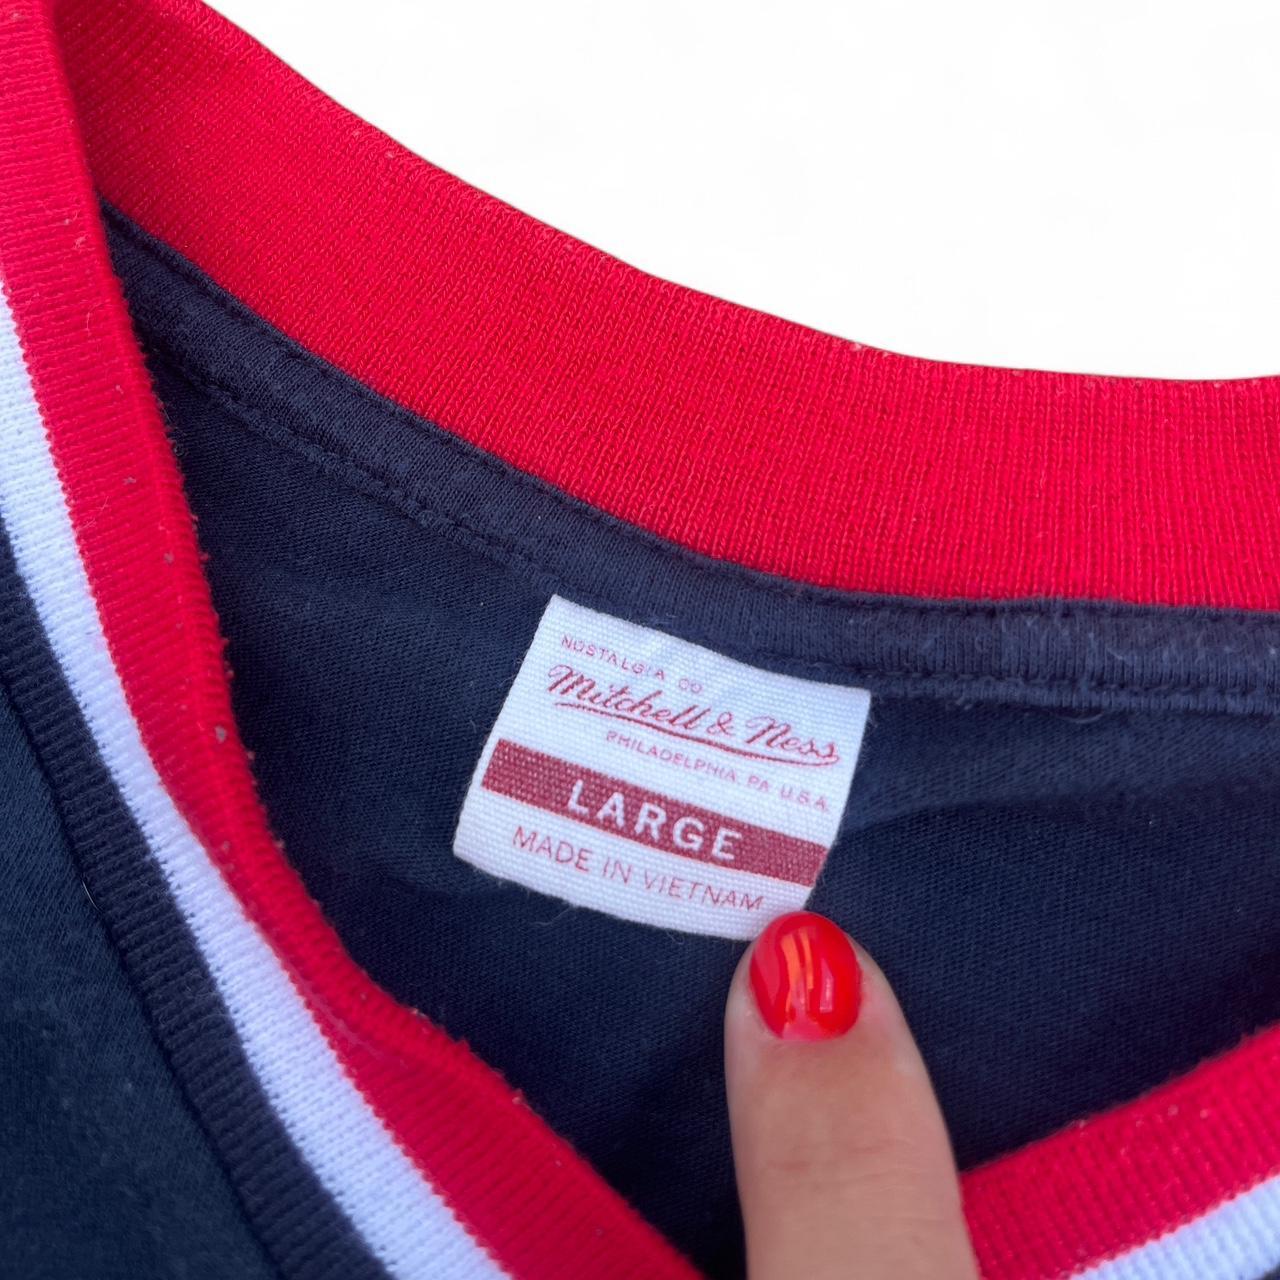 NOSTALGIA CO
Mitchell & Ness
PHILADELPHIA, PA U.S.A.
LARGE
MADE IN VIETNAM